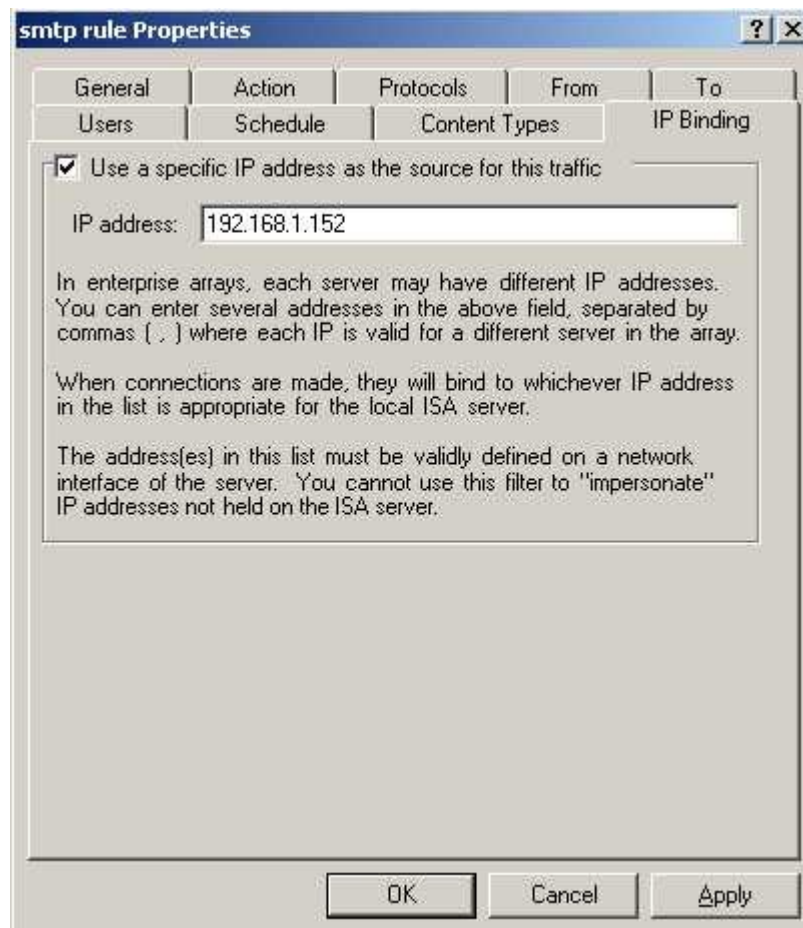 smtp rule Properties
General Action Protocols From To
Users Schedule Content Types IP Binding
Use a specific IP address as the source for this traffic
IP address: 192.168.1.152
In enterprise arrays, each server may have different IP addresses.
You can enter several addresses in the above field, separated by
commas ( , ) where each IP is valid for a different server in the array.
When connections are made, they will bind to whichever IP address
in the list is appropriate for the local ISA server.
The address(es) in this list must be validly defined on a network
interface of the server. You cannot use this filter to "impersonate"
IP addresses not held on the ISA server.
OK Cancel Apply